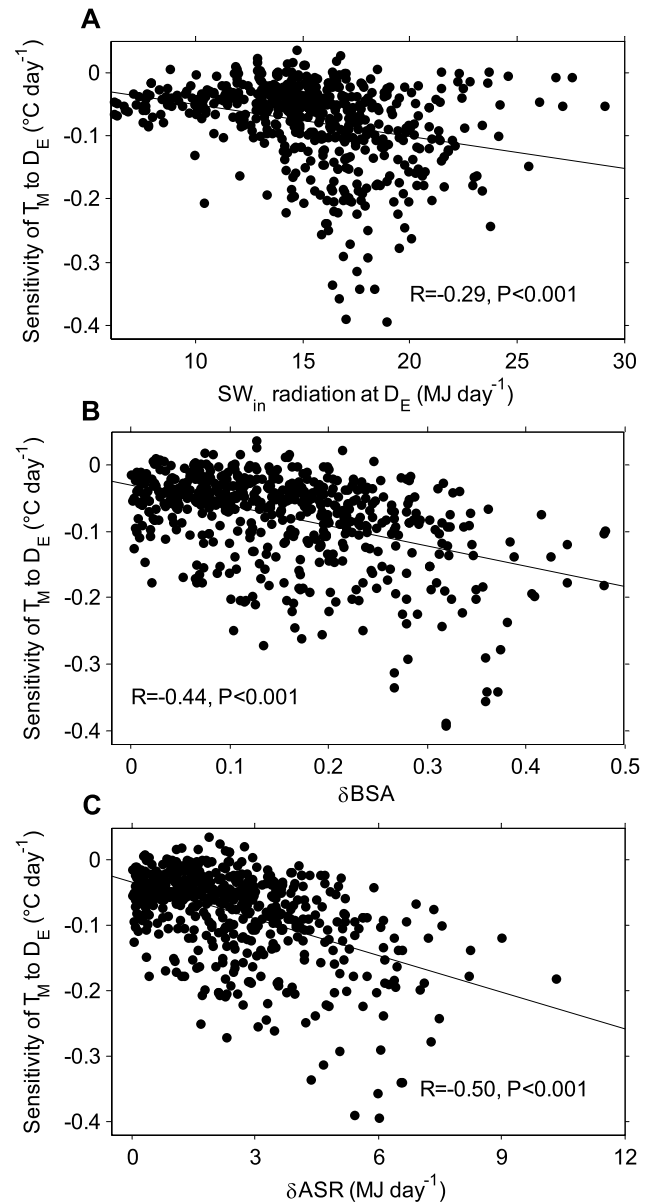 A
Sensitivity of T_M to D_E (°C day⁻¹)
0
-0.1
-0.2
-0.3
-0.4
R=-0.29, P<0.001
10 15 20 25 30
SW_in radiation at D_E (MJ day⁻¹)
B
Sensitivity of T_M to D_E (°C day⁻¹)
0
-0.1
-0.2
-0.3
-0.4
R=-0.44, P<0.001
0 0.1 0.2 0.3 0.4 0.5
δBSA
C
Sensitivity of T_M to D_E (°C day⁻¹)
0
-0.1
-0.2
-0.3
-0.4
R=-0.50, P<0.001
0 3 6 9 12
δASR (MJ day⁻¹)